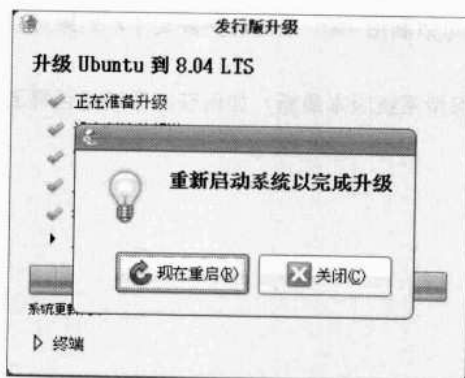 发行版升级
升级 Ubuntu 到 8.04 LTS
正在准备升级
重新启动系统以完成升级
现在重启(R)
关闭(C)
系统更新
终端